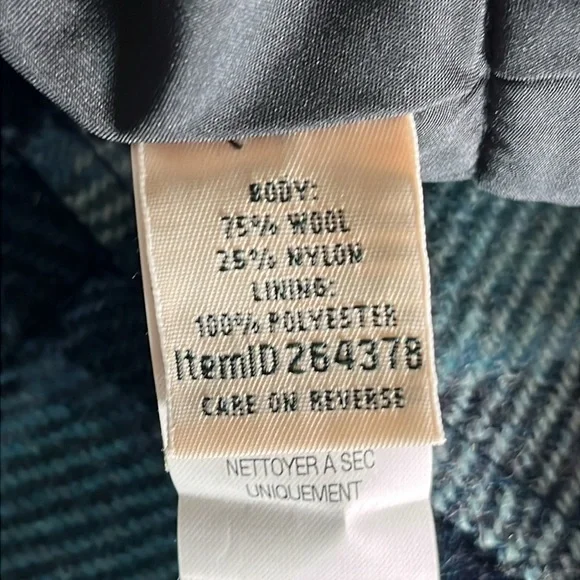 BODY:
75% WOOL
25% NYLON
LINING:
100% POLYESTER
ItemID 264378
CARE ON REVERSE
NETTOYER A SEC
UNIQUEMENT